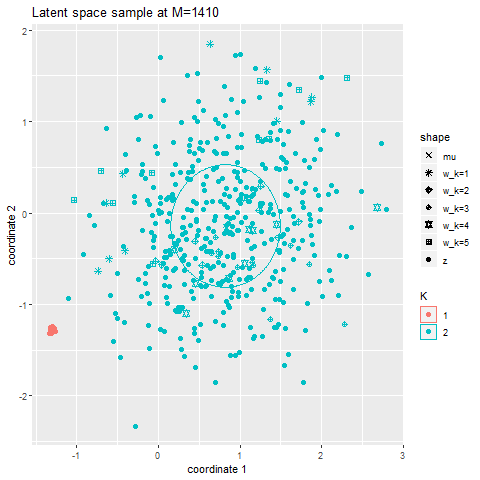 Latent space sample at M=1410
2
1
0
-1
-2
coordinate 2
-1
0
1
2
3
coordinate 1
shape
mu
w_k=1
w_k=2
w_k=3
w_k=4
w_k=5
z
K
1
2